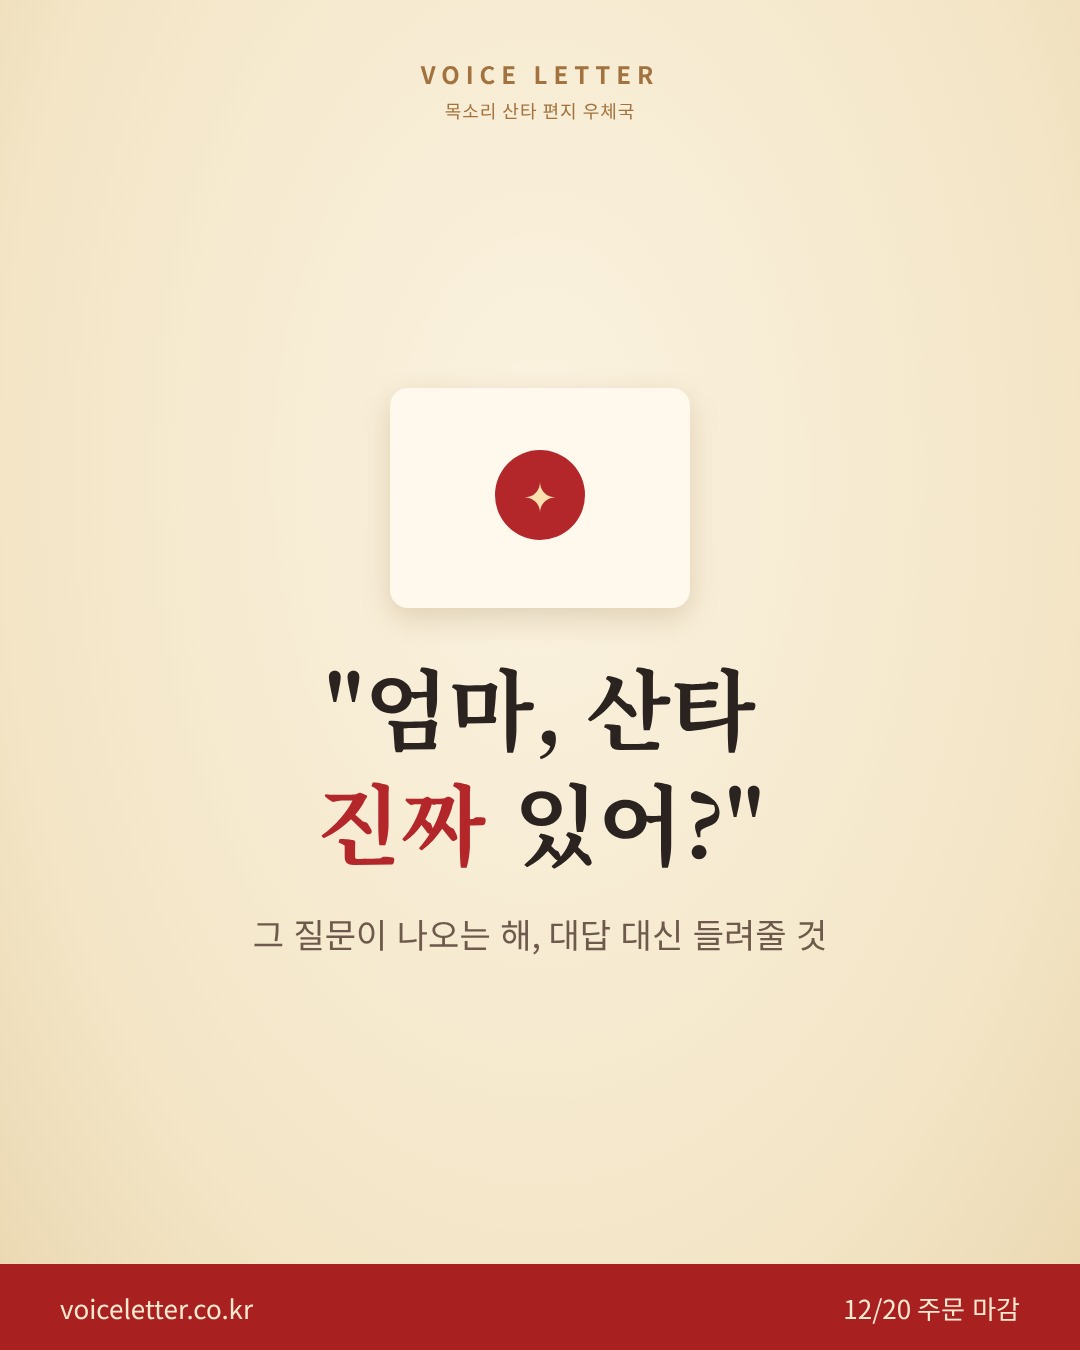 VOICE LETTER
목소리 산타 편지 우체국
"엄마, 산타
진짜 있어?"
그 질문이 나오는 해, 대답 대신 들려줄 것
voiceletter.co.kr
12/20 주문 마감